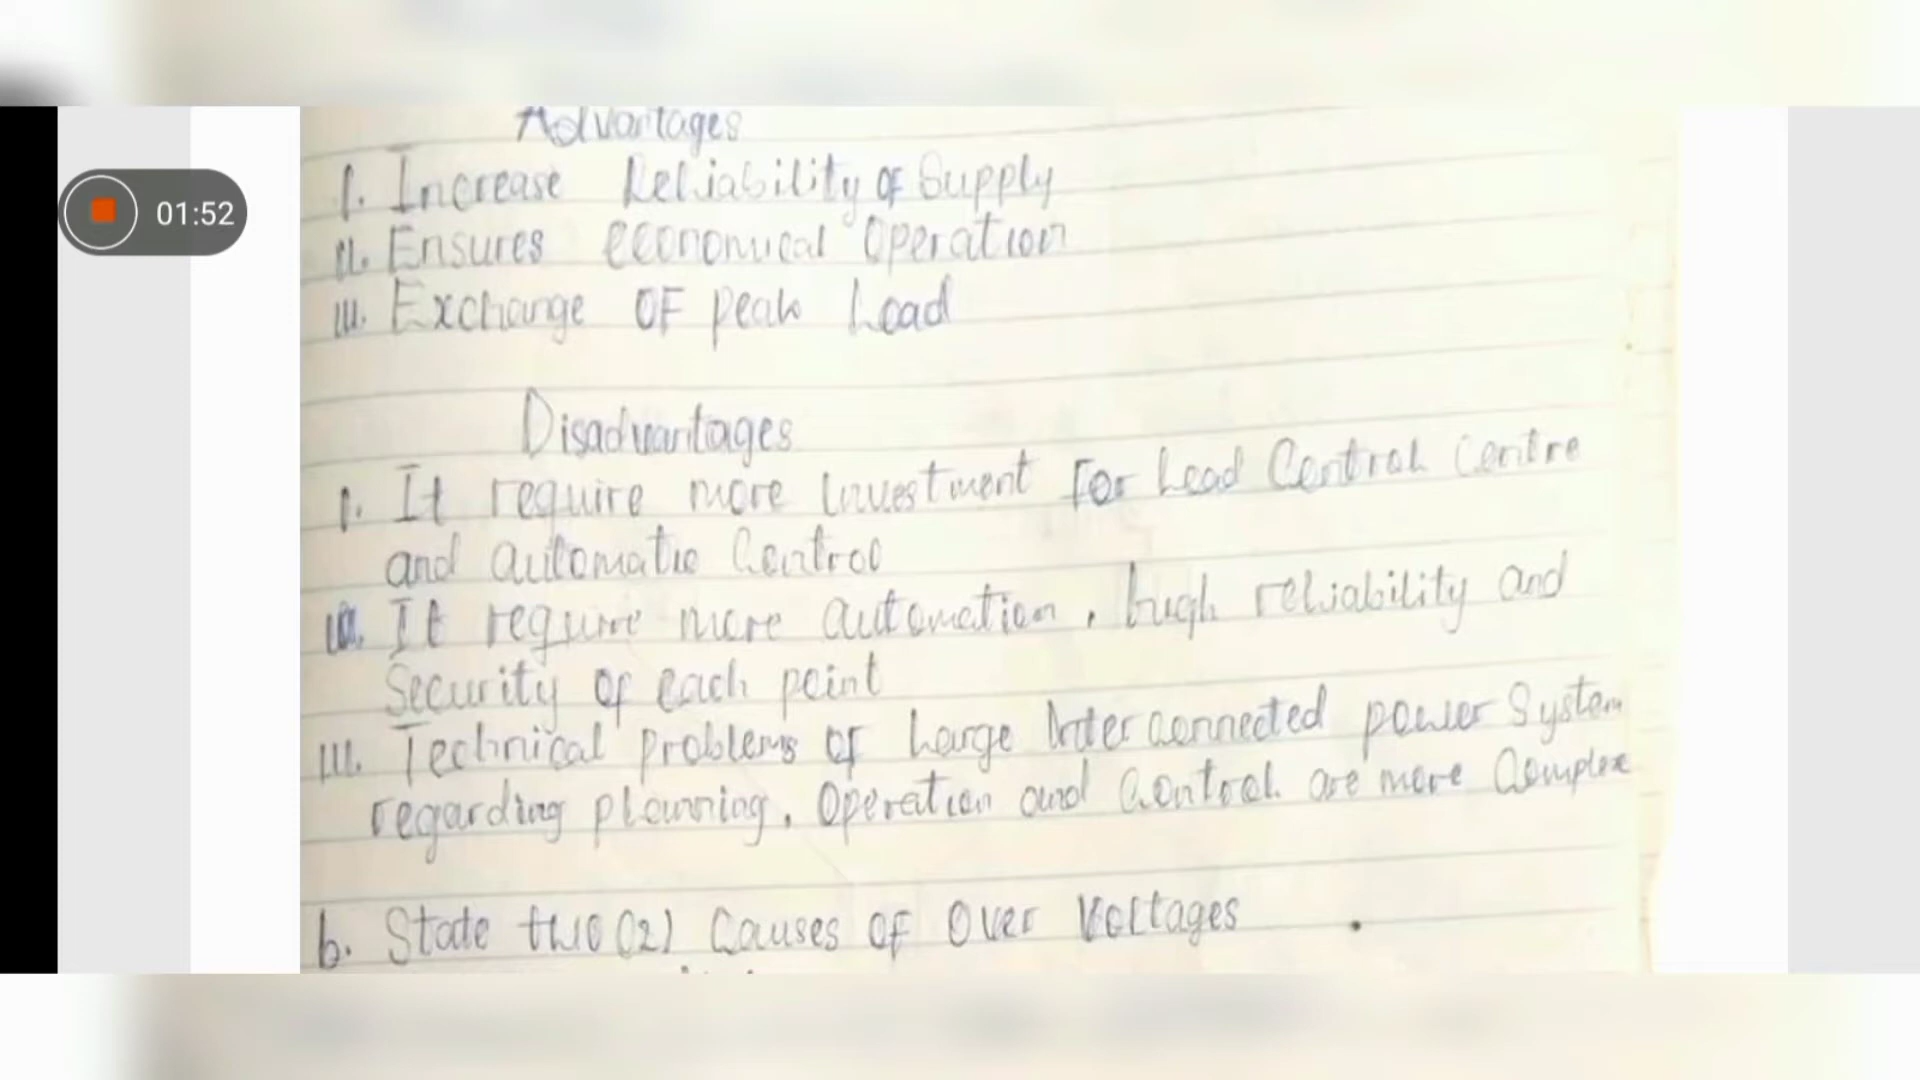 Advantages
01:52
I. Increase Reliability of Supply
II. Ensures economical operation
III. Exchange of peak Load
Disadvantages
I. It require more investment for Load Control Centre
and automatic Control
II. It require more automation, high reliability and
Security of each point
III. Technical problems of Large Interconnected power System
regarding planning, Operation and Control are more Complex
b. State two (2) Causes of Over Voltages